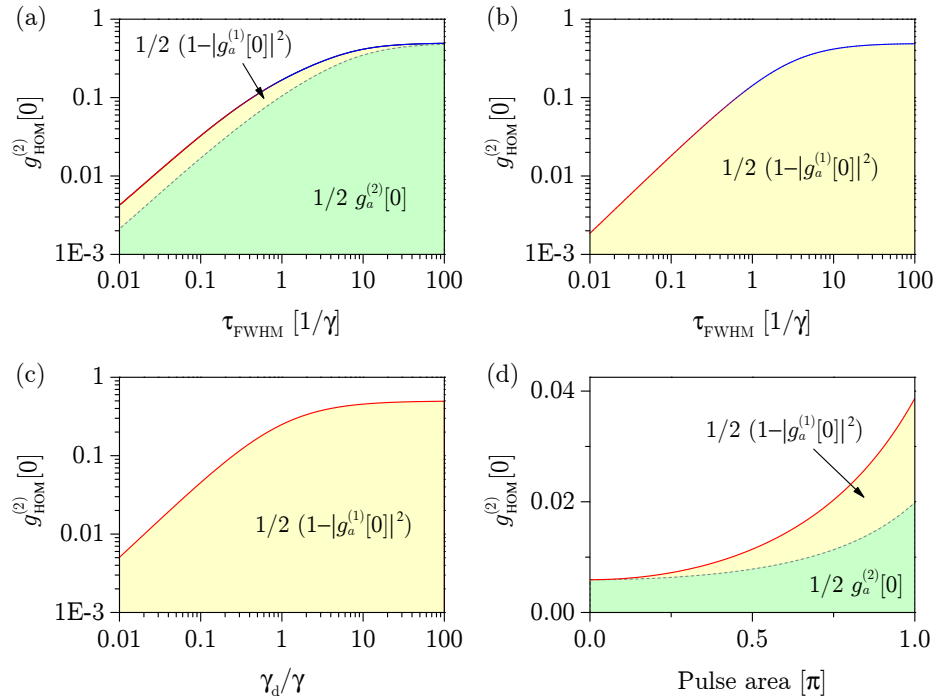 (a)
1
0.1
0.01
1E-3
g_HOM^(2)[0]
1/2 (1–|g_a^(1)[0]|^2)
1/2 g_a^(2)[0]
0.01 0.1 1 10 100
τ_FWHM [1/γ]
(b)
1
0.1
0.01
1E-3
g_HOM^(2)[0]
1/2 (1–|g_a^(1)[0]|^2)
0.01 0.1 1 10 100
τ_FWHM [1/γ]
(c)
1
0.1
0.01
1E-3
g_HOM^(2)[0]
1/2 (1–|g_a^(1)[0]|^2)
0.01 0.1 1 10 100
γ_d/γ
(d)
0.04
0.02
0.00
g_HOM^(2)[0]
1/2 (1–|g_a^(1)[0]|^2)
1/2 g_a^(2)[0]
0.0 0.5 1.0
Pulse area [π]